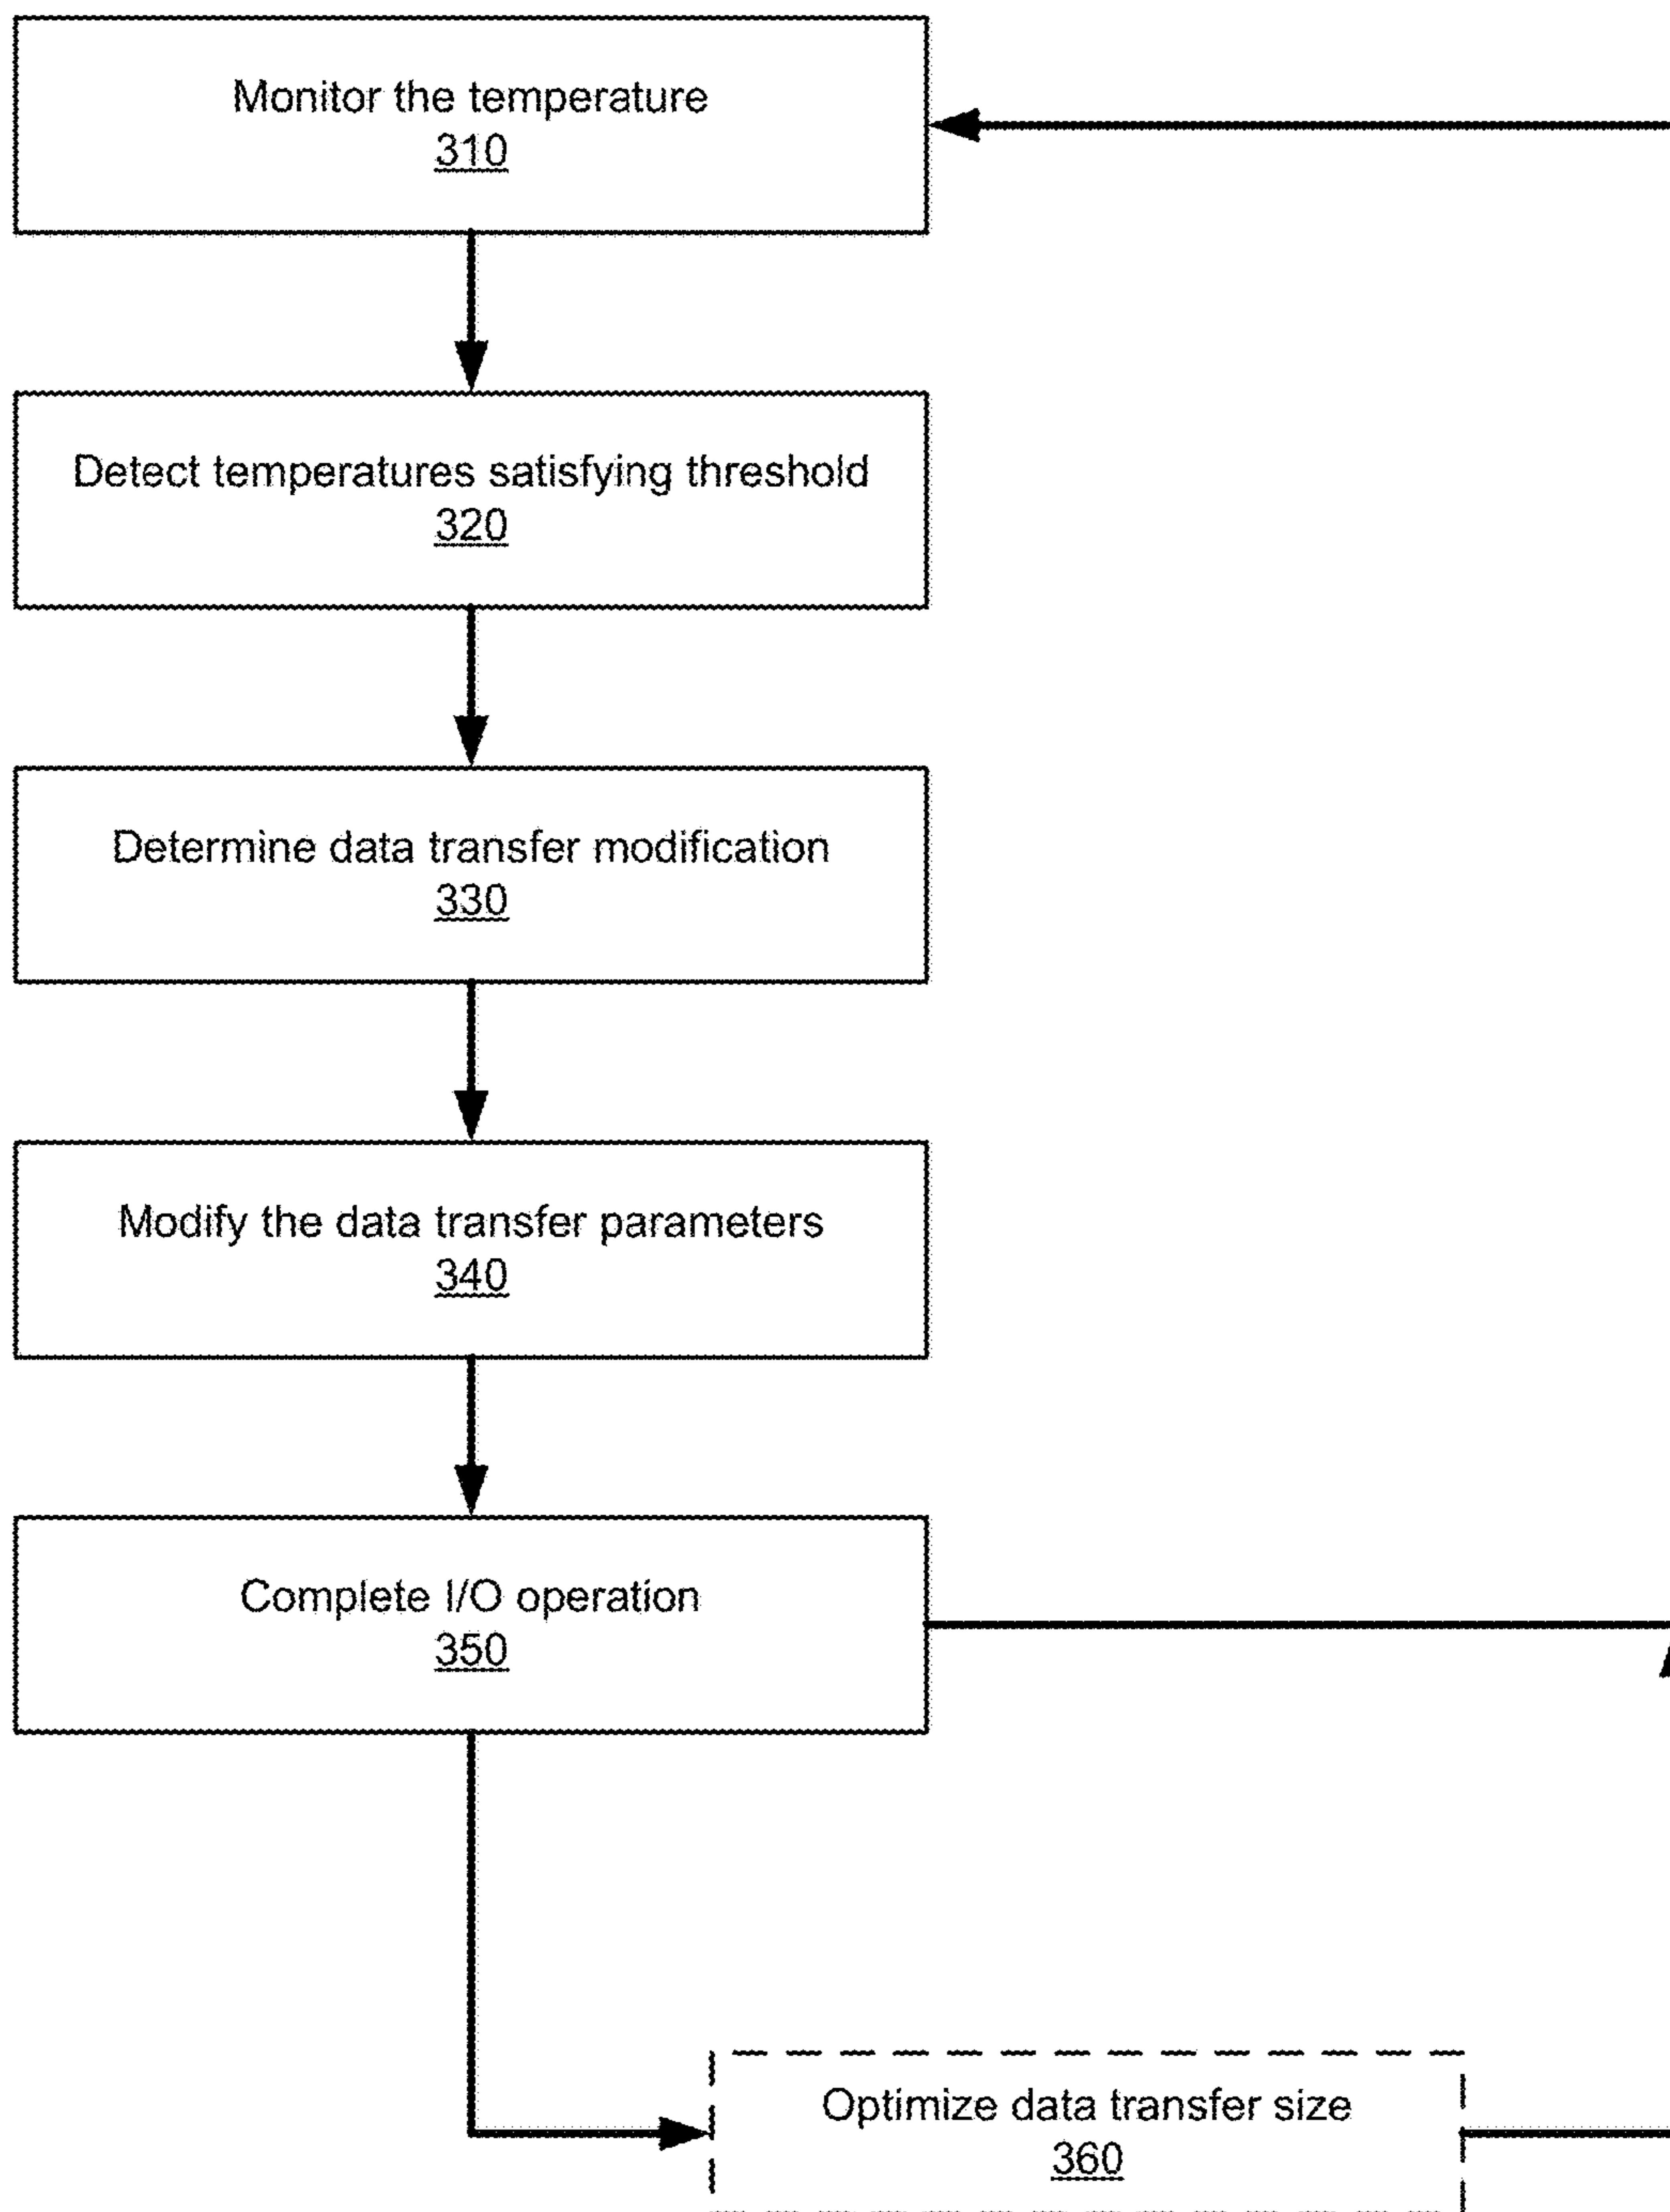 Monitor the temperature
310
Detect temperatures satisfying threshold
320
Determine data transfer modification
330
Modify the data transfer parameters
340
Complete I/O operation
350
Optimize data transfer size
360